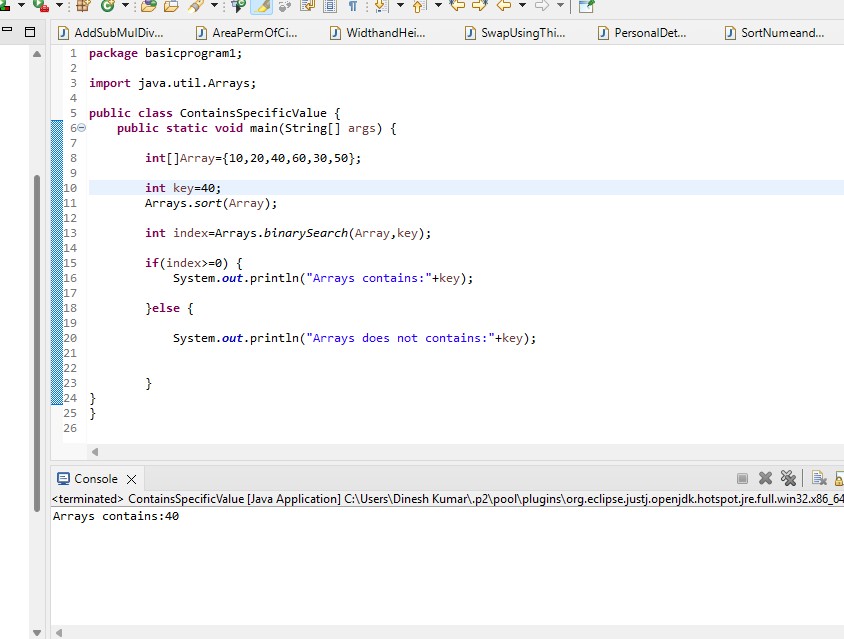 AddSubMulDiv... AreaPermOfCi... WidthandHei... SwapUsingThi... PersonalDet... SortNumeand...
1 package basicprogram1;
2
3 import java.util.Arrays;
4
5 public class ContainsSpecificValue {
6 public static void main(String[] args) {
7
8 int[]Array={10,20,40,60,30,50};
9
10 int key=40;
11 Arrays.sort(Array);
12
13 int index=Arrays.binarySearch(Array,key);
14
15 if(index>=0) {
16 System.out.println("Arrays contains:"+key);
17
18 }else {
19
20 System.out.println("Arrays does not contains:"+key);
21
22
23 }
24 }
25 }
26
Console
<terminated> ContainsSpecificValue [Java Application] C:\Users\Dinesh Kumar\.p2\pool\plugins\org.eclipse.justj.openjdk.hotspot.jre.full.win32.x86_64
Arrays contains:40